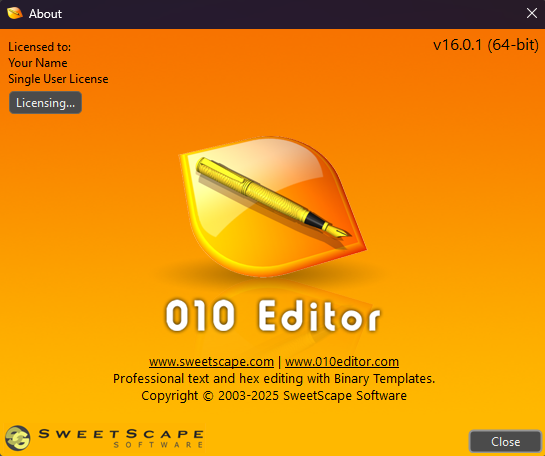 About
Licensed to:
Your Name
Single User License
Licensing...
v16.0.1 (64-bit)
010 Editor
www.sweetscape.com | www.010editor.com
Professional text and hex editing with Binary Templates.
Copyright © 2003-2025 SweetScape Software
SWEETSCAPE
SOFTWARE
Close